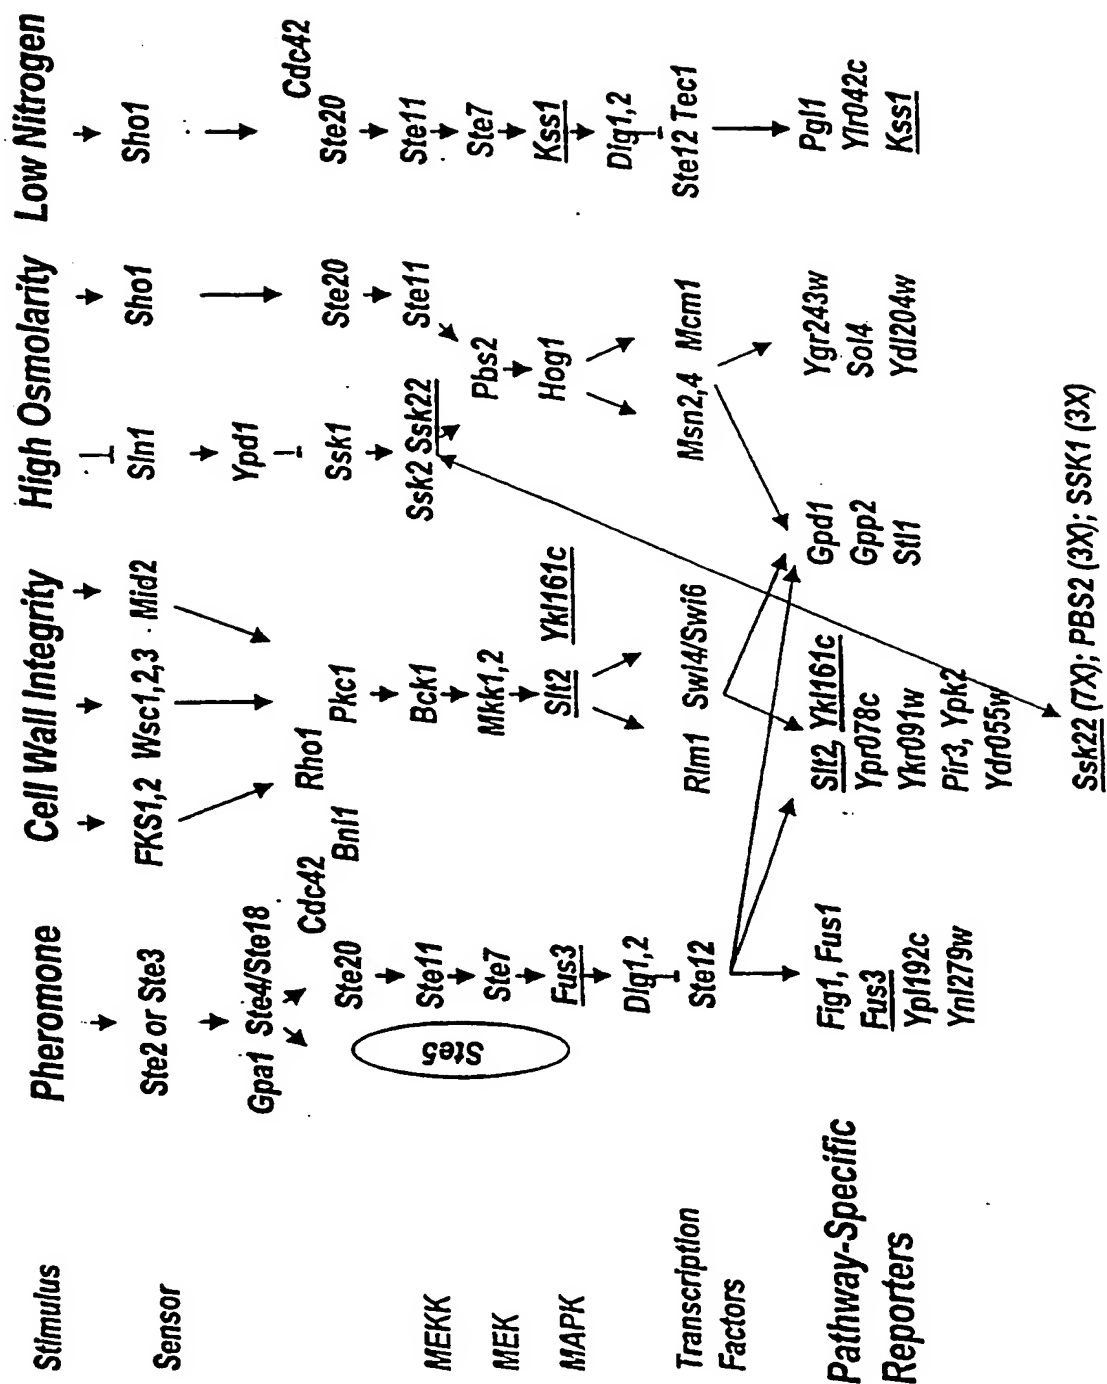 Stimulus
Pheromone
Cell Wall Integrity
High Osmolarity
Low Nitrogen
Sensor
Ste2 or Ste3
FKS1,2 Wsc1,2,3 Mid2
Sln1
Sho1
Sho1
Gpa1 Ste4/Ste18
Ypd1
Cdc42
Bni1
Rho1
Cdc42
Ste20
Pkc1
Ssk1
Ste20
Ste20
Ste5
MEKK
Ste11
Bck1
Ssk2 Ssk22
Ste11
Ste11
MEK
Ste7
Mkk1,2
Pbs2
Ste7
MAPK
Fus3
Slt2 Ykl161c
Hog1
Kss1
Dig1,2
Dig1,2
Transcription
Factors
Ste12
Rlm1 Swi4/Swi6
Msn2,4 Mcm1
Ste12 Tec1
Pathway-Specific
Reporters
Fig1, Fus1
Fus3
Ypl192c
Ynl279w
Slt2, Ykl161c
Ypr078c
Ykr091w
Pir3, Ypk2
Ydr055w
Gpd1
Gpp2
Stl1
Ygr243w
Sol4
Ydl204w
Pgl1
Ylr042c
Kss1
Ssk22 (7X); PBS2 (3X); SSK1 (3X)